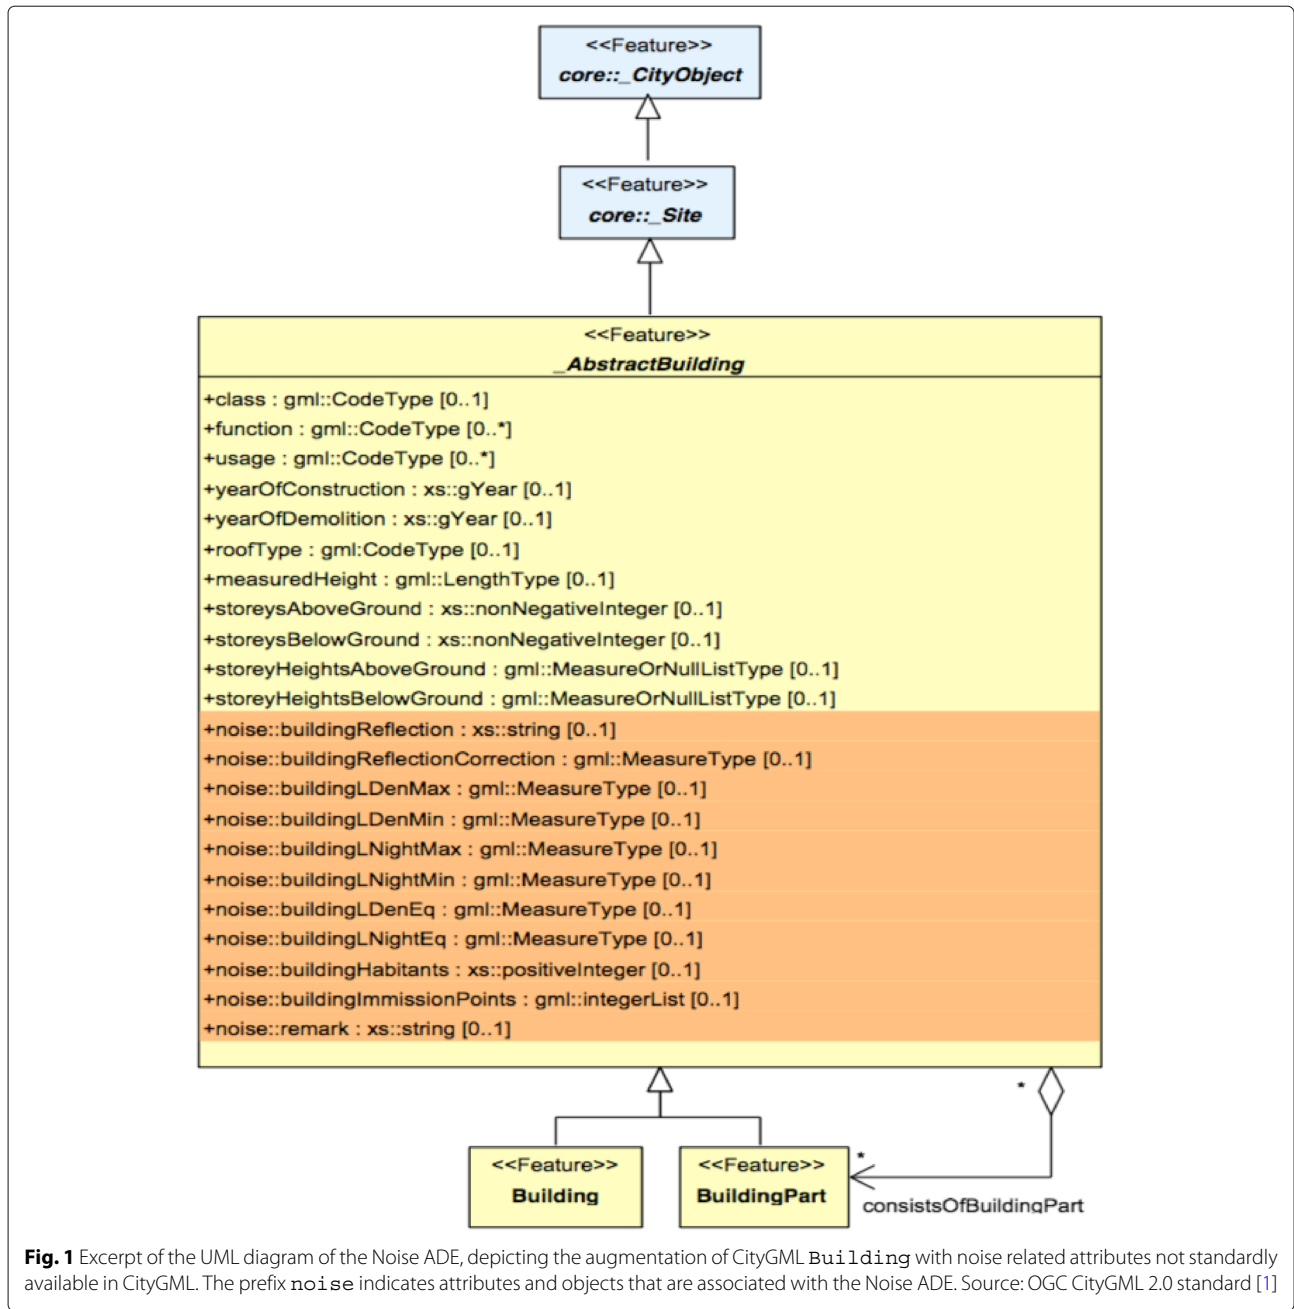 <<Feature>>
core::_CityObject
<<Feature>>
core::_Site
<<Feature>>
_AbstractBuilding
+class : gml::CodeType [0..1]
+function : gml::CodeType [0..*]
+usage : gml::CodeType [0..*]
+yearOfConstruction : xs::gYear [0..1]
+yearOfDemolition : xs::gYear [0..1]
+roofType : gml:CodeType [0..1]
+measuredHeight : gml::LengthType [0..1]
+storeysAboveGround : xs::nonNegativeInteger [0..1]
+storeysBelowGround : xs::nonNegativeInteger [0..1]
+storeyHeightsAboveGround : gml::MeasureOrNullListType [0..1]
+storeyHeightsBelowGround : gml::MeasureOrNullListType [0..1]
+noise::buildingReflection : xs::string [0..1]
+noise::buildingReflectionCorrection : gml::MeasureType [0..1]
+noise::buildingLDenMax : gml::MeasureType [0..1]
+noise::buildingLDenMin : gml::MeasureType [0..1]
+noise::buildingLNightMax : gml::MeasureType [0..1]
+noise::buildingLNightMin : gml::MeasureType [0..1]
+noise::buildingLDenEq : gml::MeasureType [0..1]
+noise::buildingLNightEq : gml::MeasureType [0..1]
+noise::buildingHabitants : xs::positiveInteger [0..1]
+noise::buildingImmissionPoints : gml::integerList [0..1]
+noise::remark : xs::string [0..1]
*
<<Feature>>
Building
<<Feature>>
BuildingPart
*
consistsOfBuildingPart
Fig. 1 Excerpt of the UML diagram of the Noise ADE, depicting the augmentation of CityGML Building with noise related attributes not standardly
available in CityGML. The prefix noise indicates attributes and objects that are associated with the Noise ADE. Source: OGC CityGML 2.0 standard [1]